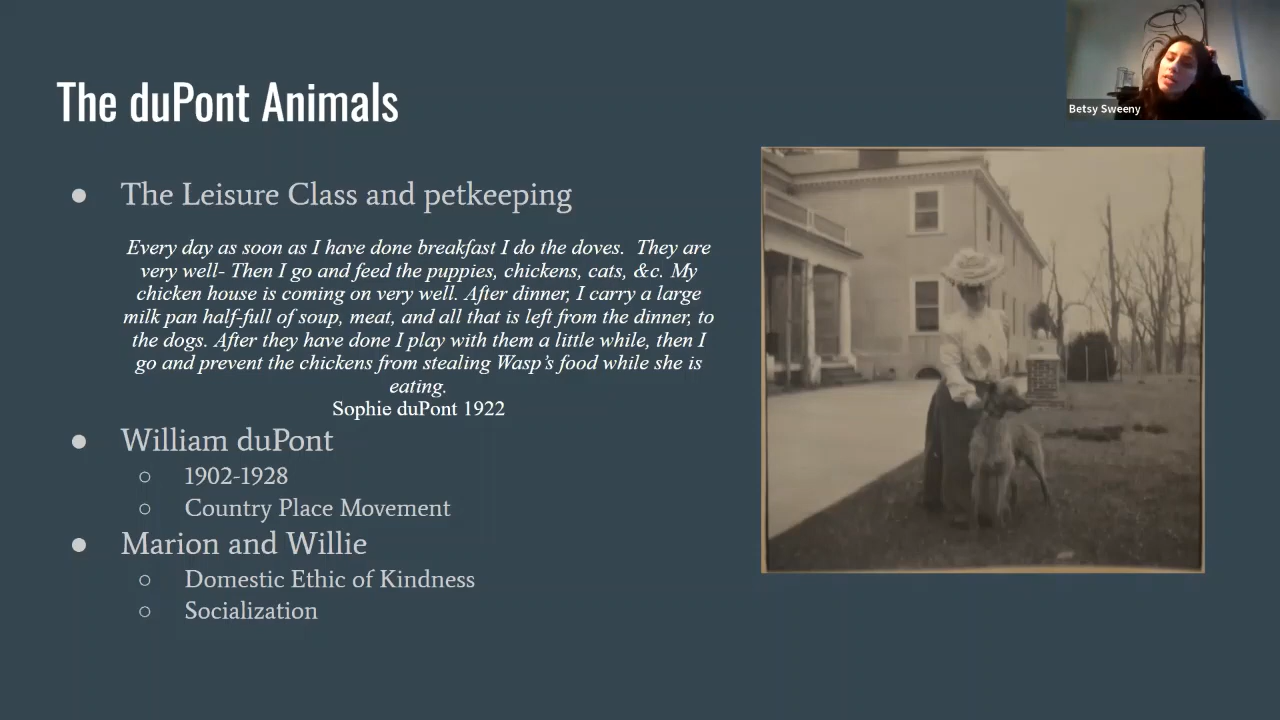 The duPont Animals
Betsy Sweeny
● The Leisure Class and petkeeping
Every day as soon as I have done breakfast I do the doves.  They are
very well- Then I go and feed the puppies, chickens, cats, &c. My
chicken house is coming on very well. After dinner, I carry a large
milk pan half-full of soup, meat, and all that is left from the dinner, to
the dogs. After they have done I play with them a little while, then I
go and prevent the chickens from stealing Wasp's food while she is
eating.
Sophie duPont 1922
● William duPont
○ 1902-1928
○ Country Place Movement
● Marion and Willie
○ Domestic Ethic of Kindness
○ Socialization